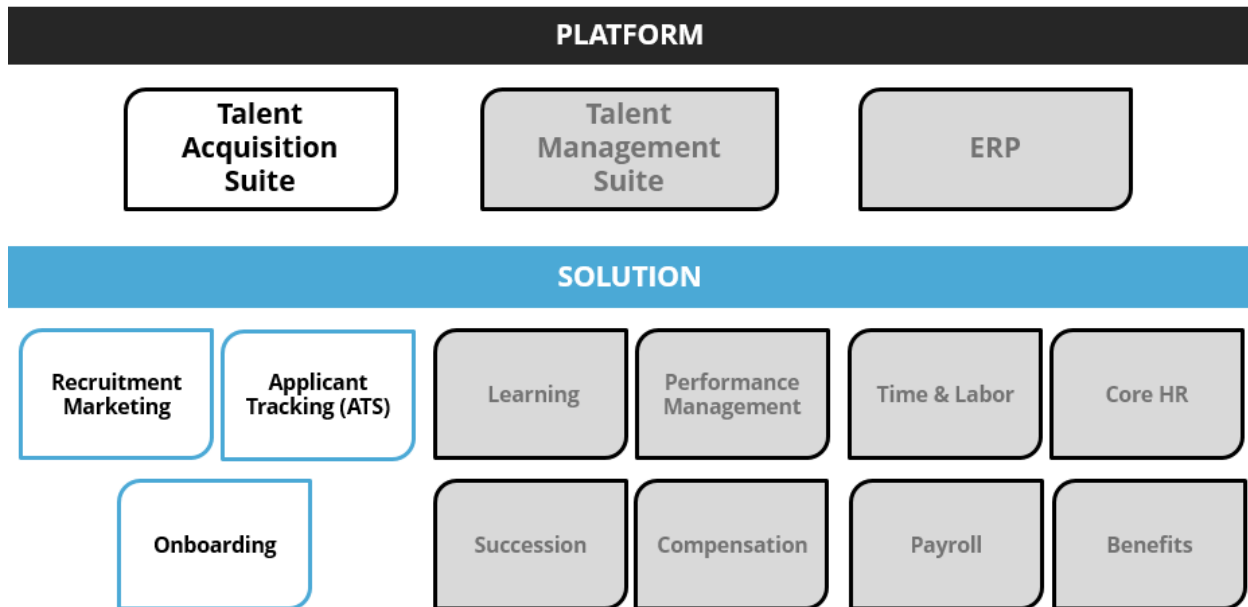 PLATFORM
Talent
Acquisition
Suite
Talent
Management
Suite
ERP
SOLUTION
Recruitment
Marketing
Applicant
Tracking (ATS)
Learning
Performance
Management
Time & Labor
Core HR
Onboarding
Succession
Compensation
Payroll
Benefits